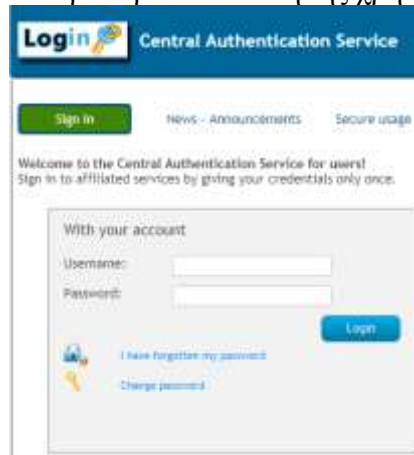 Login
Central Authentication Service
Sign in
News - Announcements
Secure usage
Welcome to the Central Authentication Service for users!
Sign in to affiliated services by giving your credentials only once.
With your account
Username:
Password:
Login
I have forgotten my password
Change password